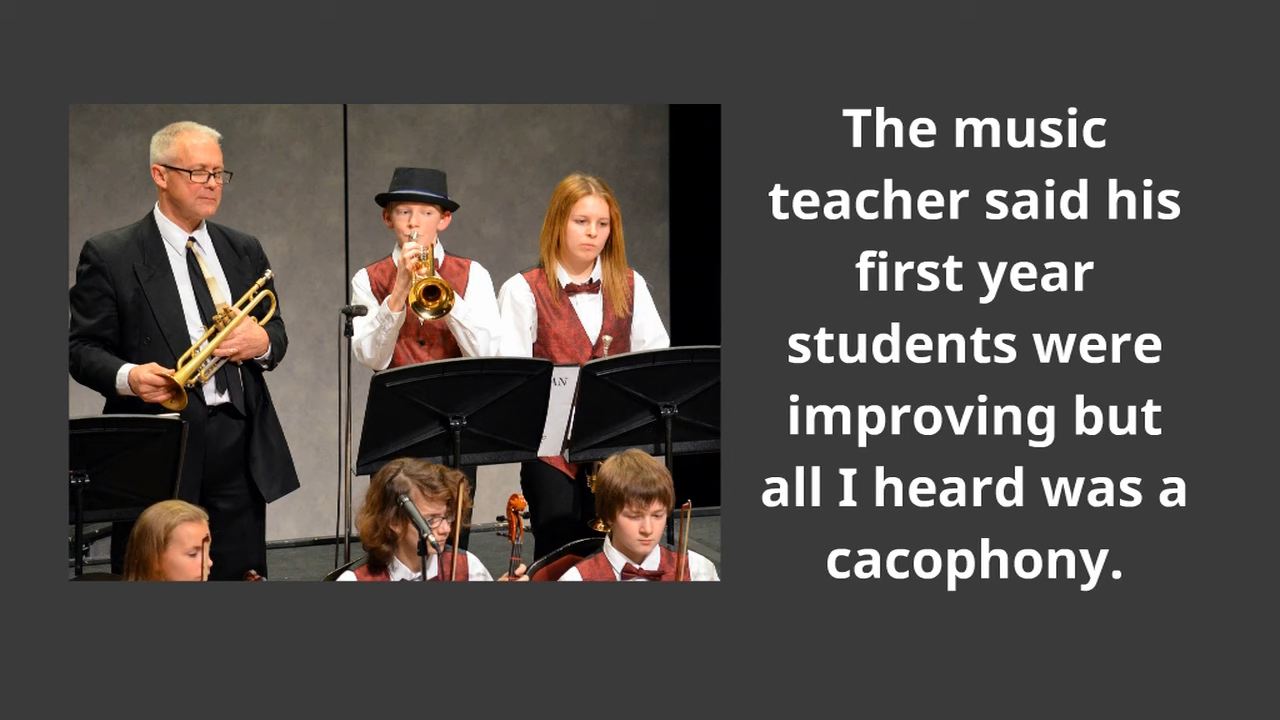 The music
teacher said his
first year
students were
improving but
all I heard was a
cacophony.